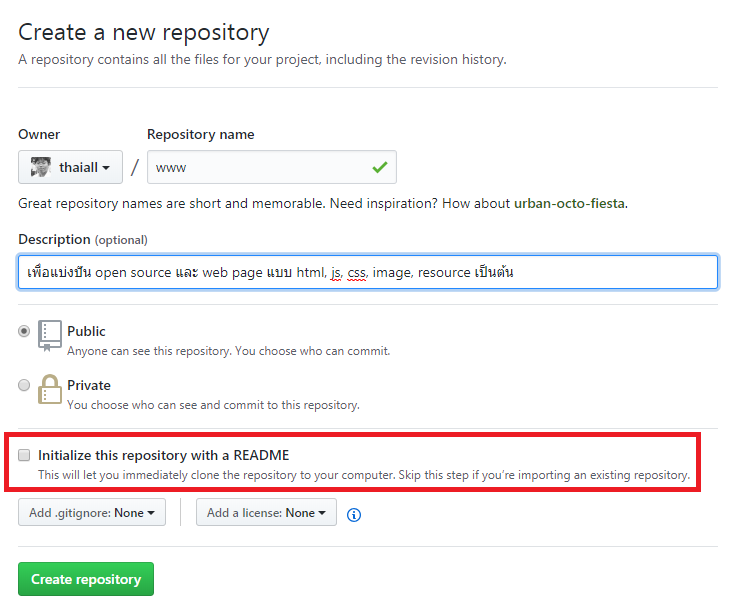 Create a new repository
A repository contains all the files for your project, including the revision history.
Owner Repository name
thaiall / www
Great repository names are short and memorable. Need inspiration? How about urban-octo-fiesta.
Description (optional)
เพื่อแบ่งปัน open source และ web page แบบ html, js, css, image, resource เป็นต้น
Public
Anyone can see this repository. You choose who can commit.
Private
You choose who can see and commit to this repository.
Initialize this repository with a README
This will let you immediately clone the repository to your computer. Skip this step if you're importing an existing repository.
Add .gitignore: None Add a license: None
Create repository